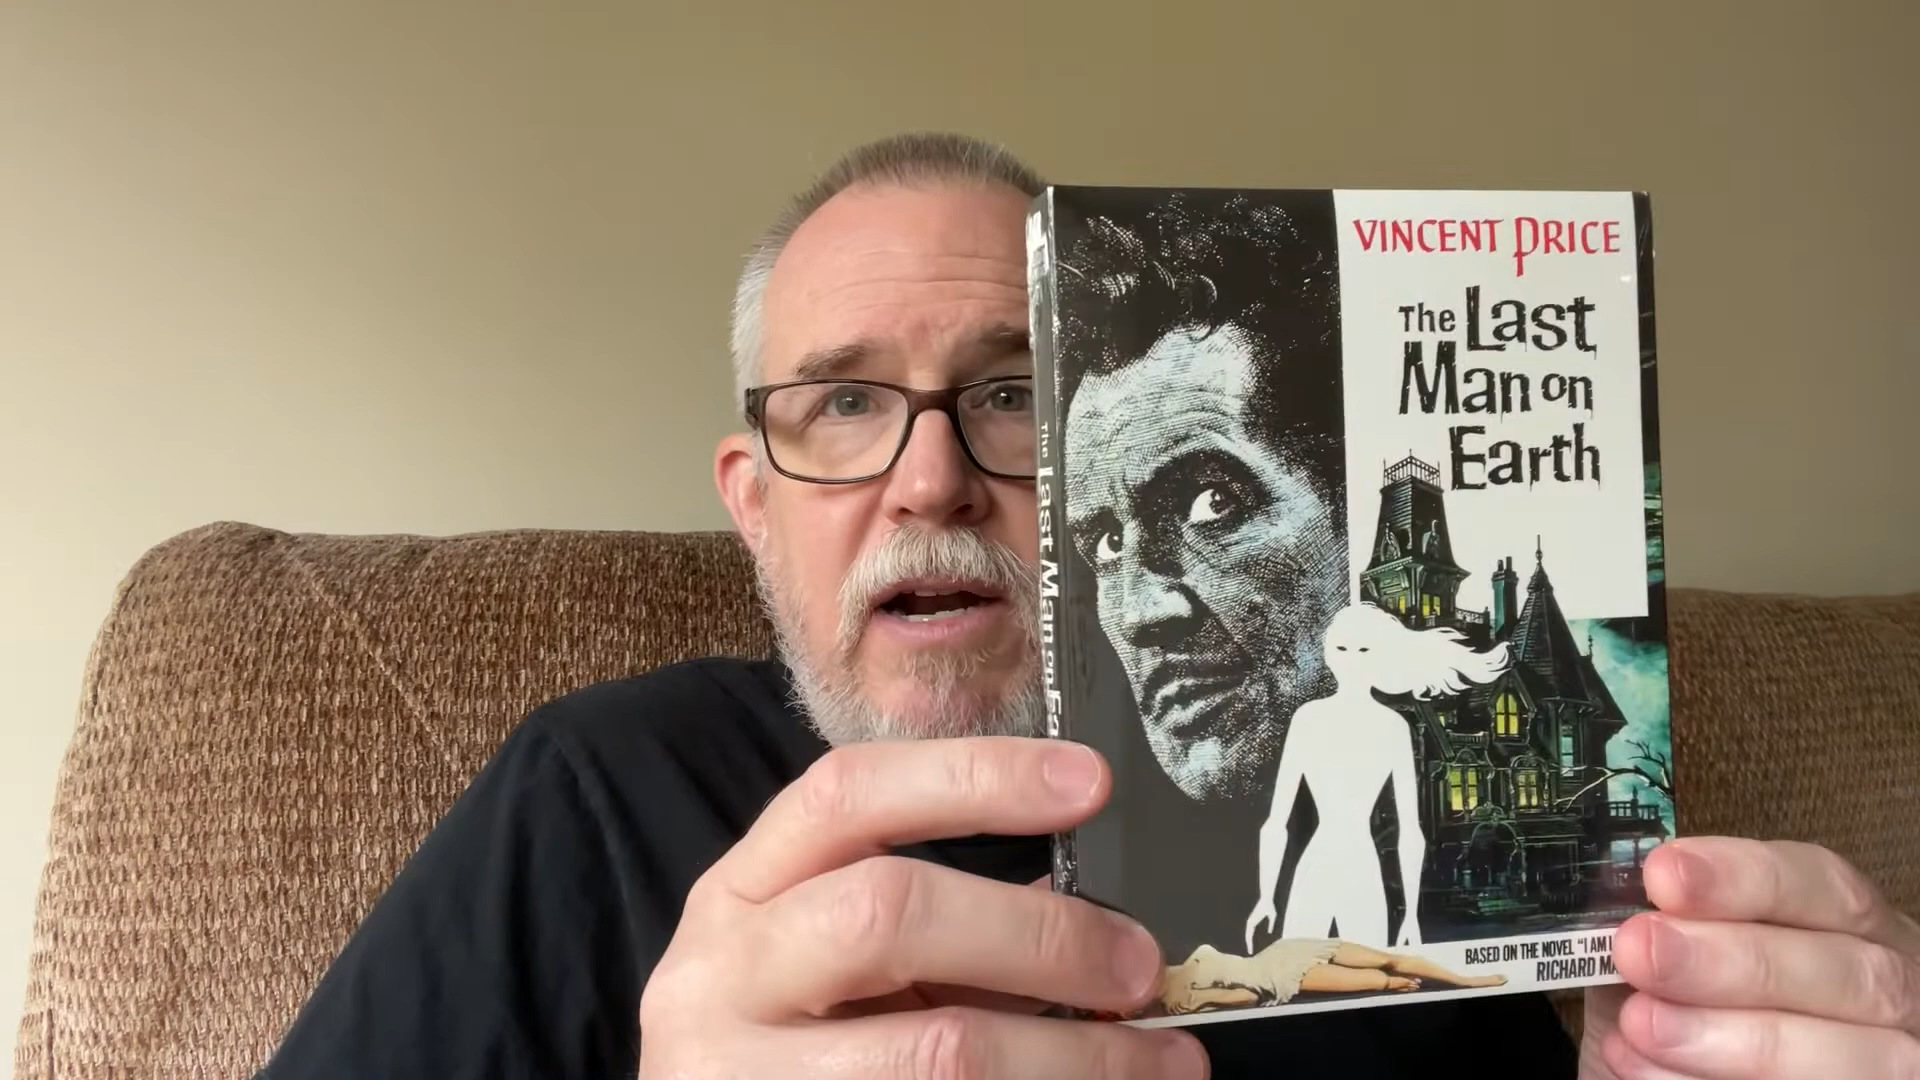 VINCENT PRICE
The Last
Man on
Earth
BASED ON THE NOVEL "I AM
RICHARD
The Last Man on